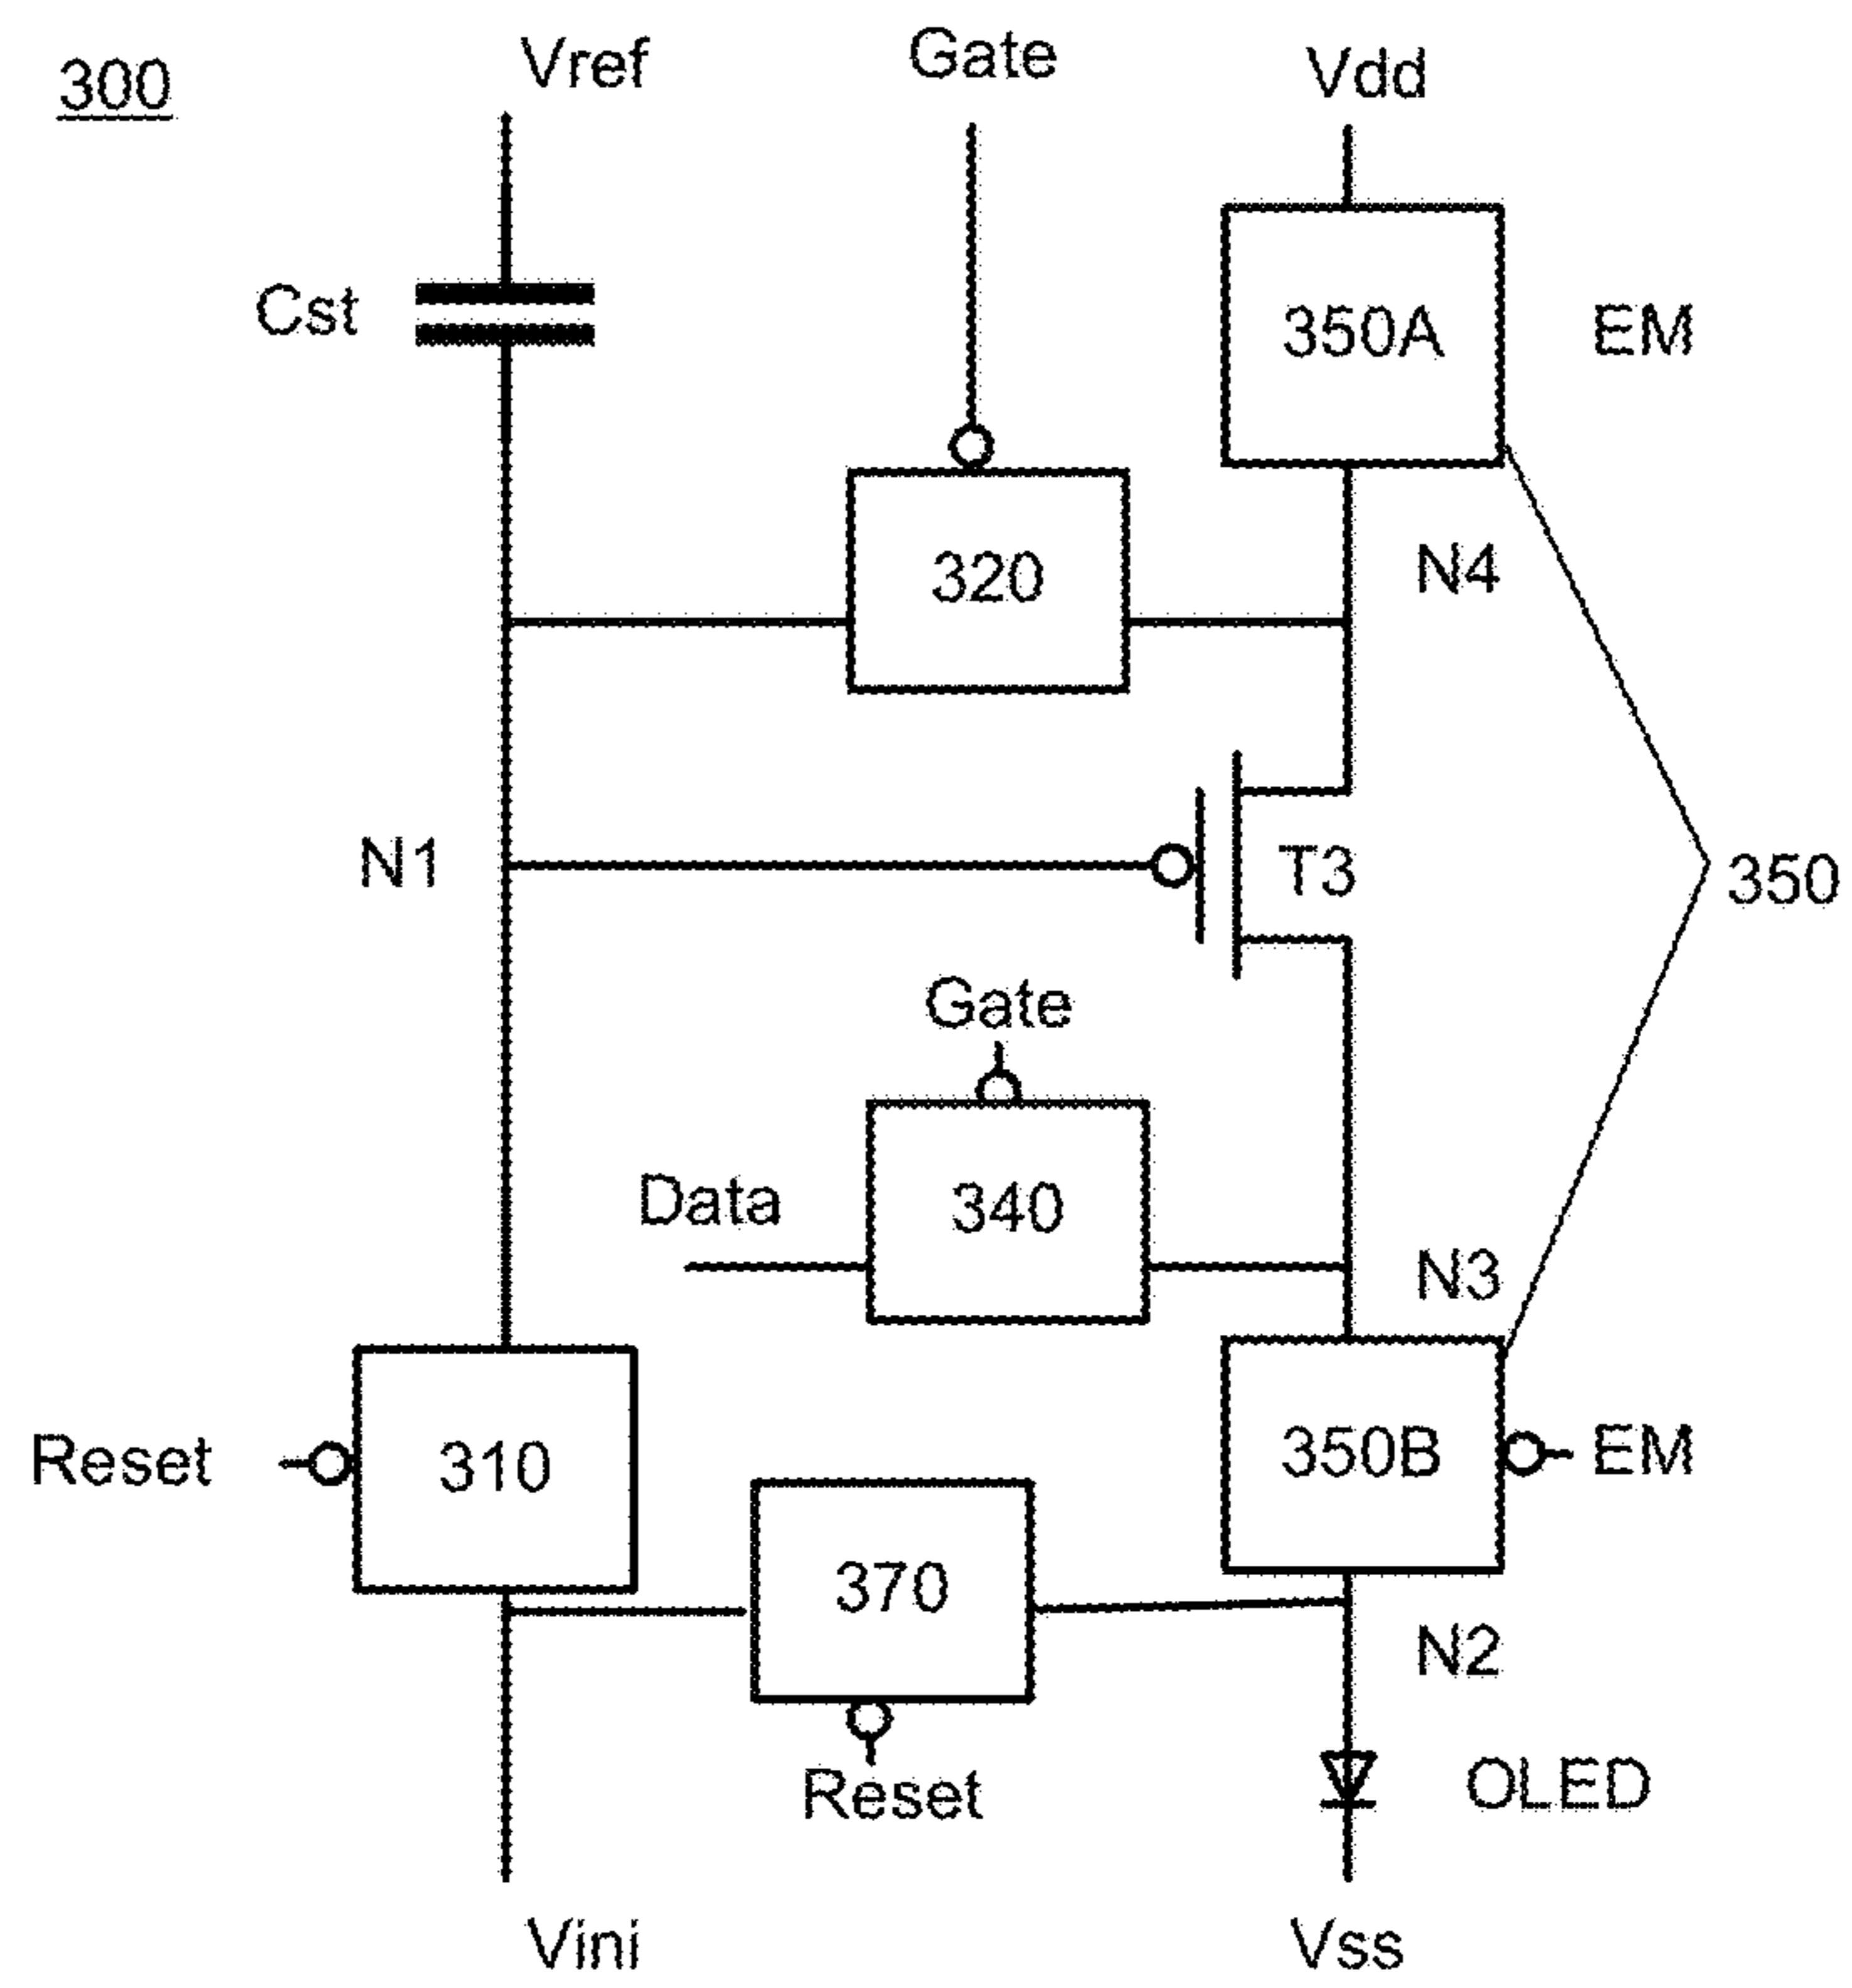 300
Vref
Gate
Vdd
Cst
350A
EM
320
N4
N1
T3
350
Gate
Data
340
N3
Reset
310
350B
EM
370
N2
Reset
OLED
Vini
Vss